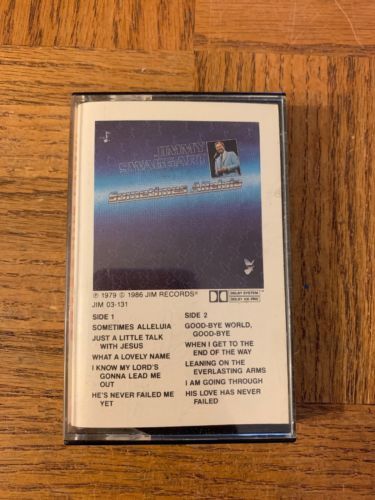 JIMMY
SWAGGART
Sometimes Alleluia
℗ 1979 © 1986 JIM RECORDS®
JIM 03-131
DOLBY SYSTEM
DOLBY HX PRO
SIDE 1
SOMETIMES ALLELUIA
JUST A LITTLE TALK
WITH JESUS
WHAT A LOVELY NAME
I KNOW MY LORD'S
GONNA LEAD ME
OUT
HE'S NEVER FAILED ME
YET
SIDE 2
GOOD-BYE WORLD,
GOOD-BYE
WHEN I GET TO THE
END OF THE WAY
LEANING ON THE
EVERLASTING ARMS
I AM GOING THROUGH
HIS LOVE HAS NEVER
FAILED